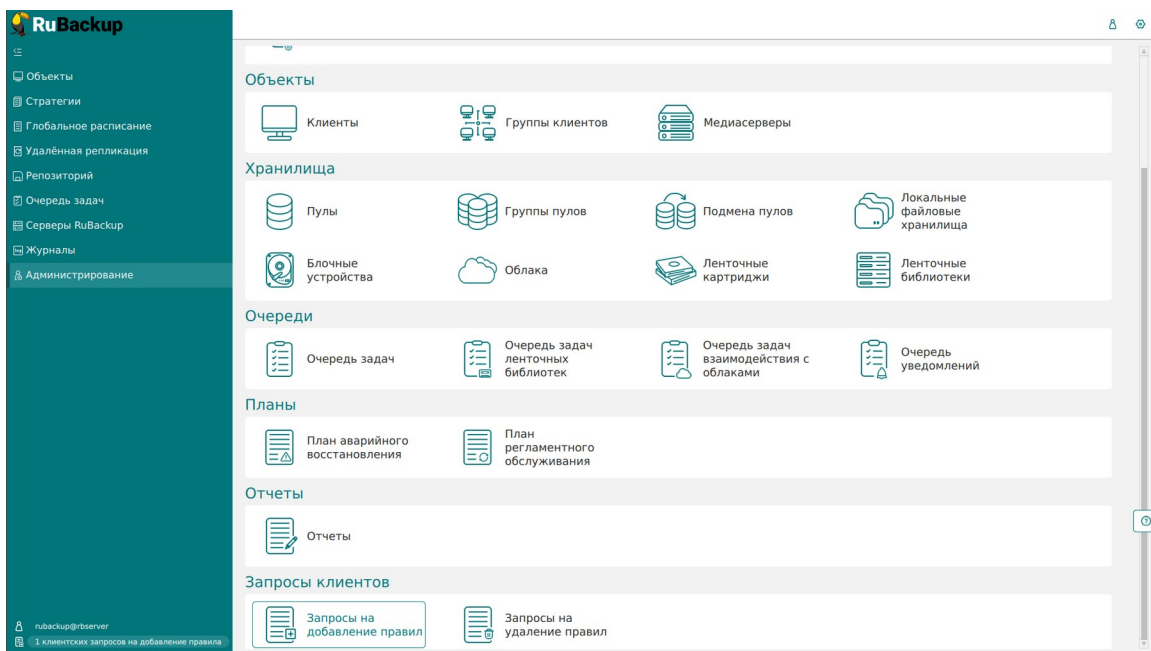 RuBackup
Объекты
Стратегии
Глобальное расписание
Удалённая репликация
Репозиторий
Очередь задач
Серверы RuBackup
Журналы
Администрирование
rubackup@rbserver
1 клиентских запросов на добавление правила
Объекты
Клиенты
Группы клиентов
Медиасерверы
Хранилища
Пулы
Группы пулов
Подмена пулов
Локальные
файловые
хранилища
Блочные
устройства
Облака
Ленточные
картриджи
Ленточные
библиотеки
Очереди
Очередь задач
Очередь задач
ленточных
библиотек
Очередь задач
взаимодействия с
облаками
Очередь
уведомлений
Планы
План аварийного
восстановления
План
регламентного
обслуживания
Отчеты
Отчеты
Запросы клиентов
Запросы на
добавление правил
Запросы на
удаление правил